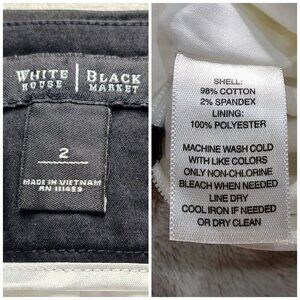 WHITE HOUSE | BLACK MARKET
2
MADE IN VIETNAM
RN 111459
SHELL:
98% COTTON
2% SPANDEX
LINING:
100% POLYESTER
MACHINE WASH COLD
WITH LIKE COLORS
ONLY NON-CHLORINE
BLEACH WHEN NEEDED
LINE DRY
COOL IRON IF NEEDED
OR DRY CLEAN